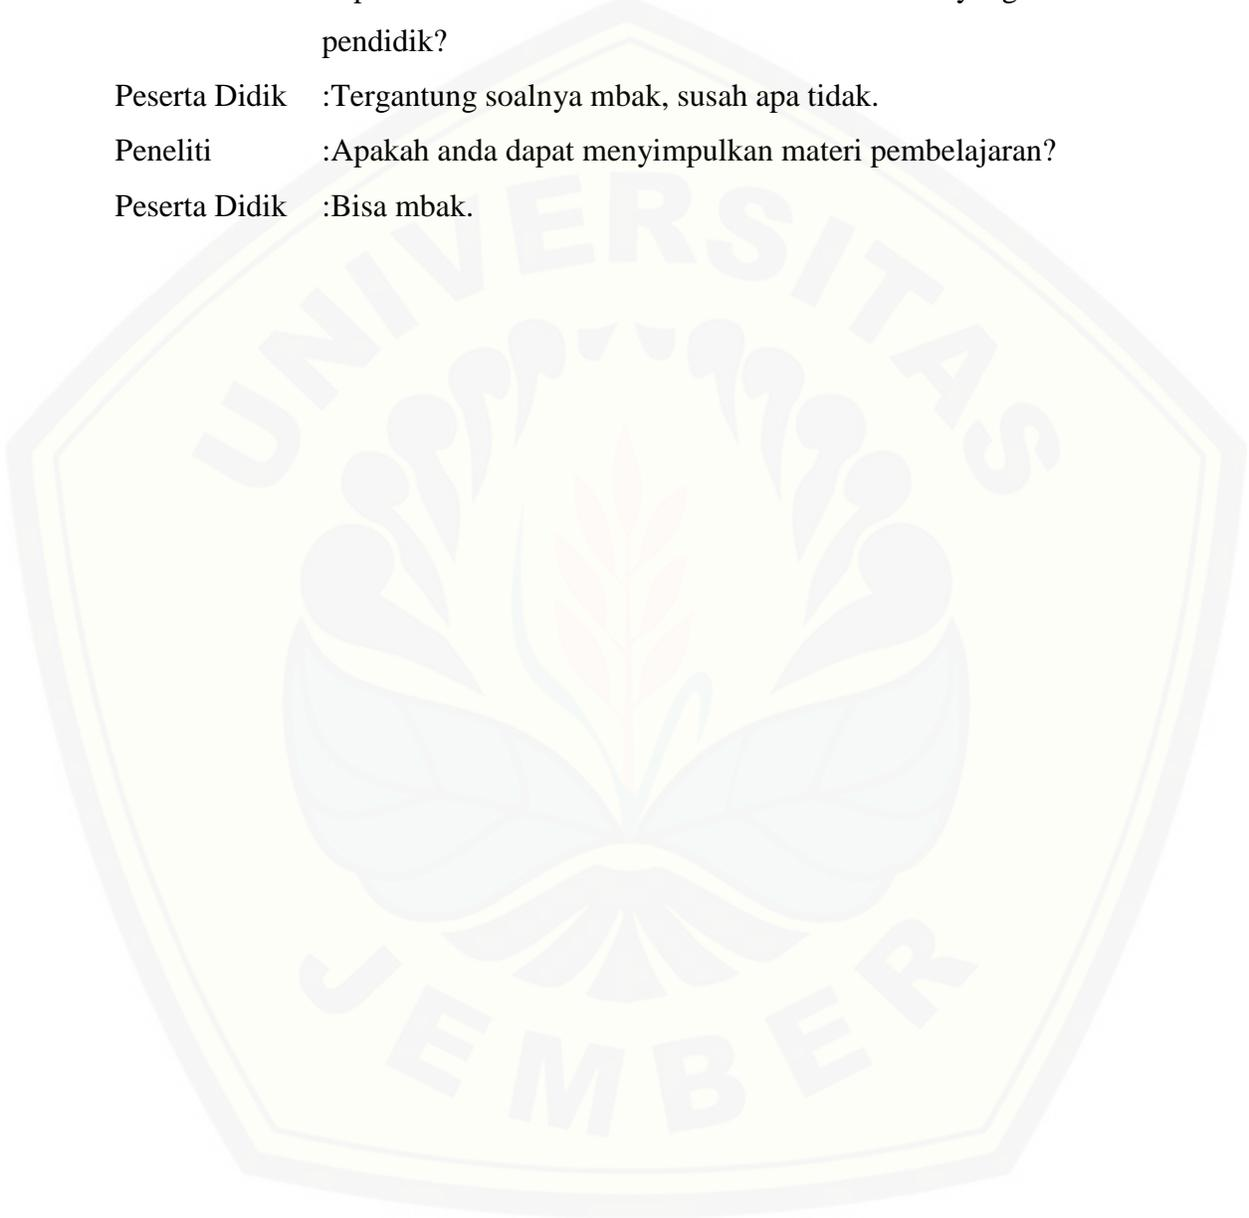 pendidik?
Peserta Didik :Tergantung soalnya mbak, susah apa tidak.
Peneliti :Apakah anda dapat menyimpulkan materi pembelajaran?
Peserta Didik :Bisa mbak.
UNIVERSITAS
JEMBER